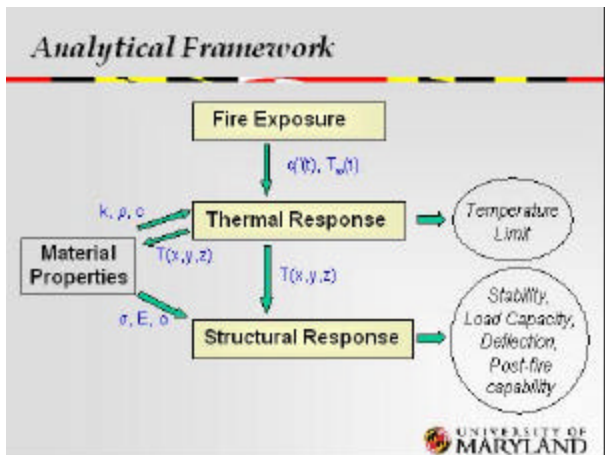 Analytical Framework
Fire Exposure
q''(t), T∞(t)
k, ρ, c
Thermal Response
Temperature
Limit
Material
Properties
T(x,y,z)
T(x,y,z)
σ, E, α
Structural Response
Stability,
Load Capacity,
Deflection,
Post-fire
capability
UNIVERSITY OF
MARYLAND